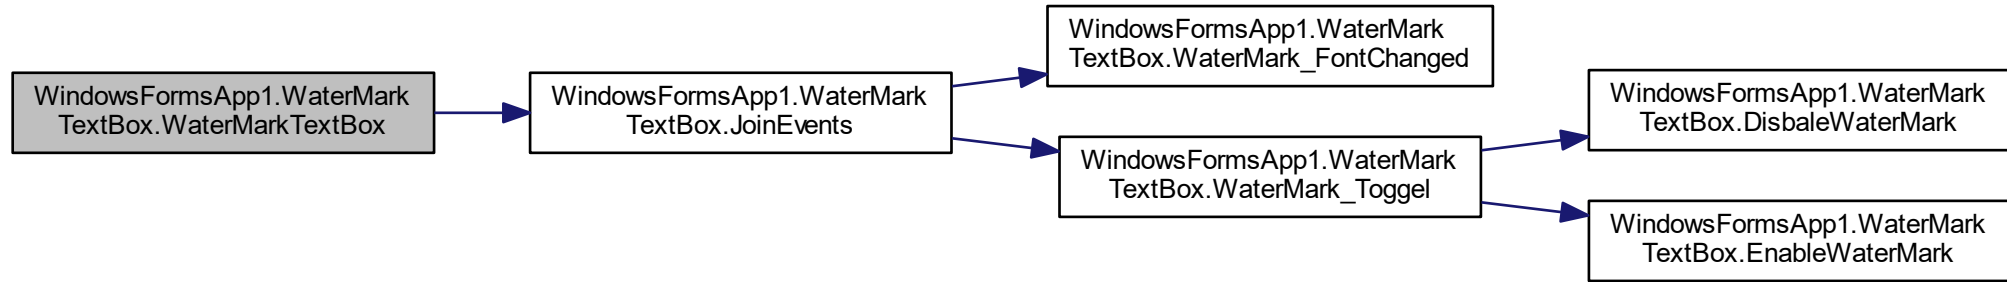 WindowsFormsApp1.WaterMark
TextBox.WaterMarkTextBox
WindowsFormsApp1.WaterMark
TextBox.JoinEvents
WindowsFormsApp1.WaterMark
TextBox.WaterMark_FontChanged
WindowsFormsApp1.WaterMark
TextBox.WaterMark_Toggel
WindowsFormsApp1.WaterMark
TextBox.DisbaleWaterMark
WindowsFormsApp1.WaterMark
TextBox.EnableWaterMark